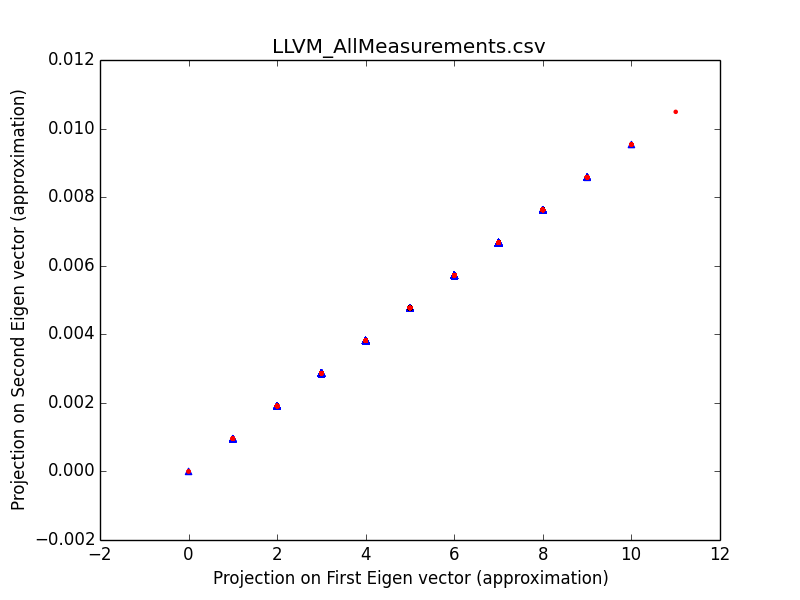 LLVM_AllMeasurements.csv
0.012
0.010
0.008
0.006
0.004
0.002
0.000
−0.002
Projection on Second Eigen vector (approximation)
−2 0 2 4 6 8 10 12
Projection on First Eigen vector (approximation)